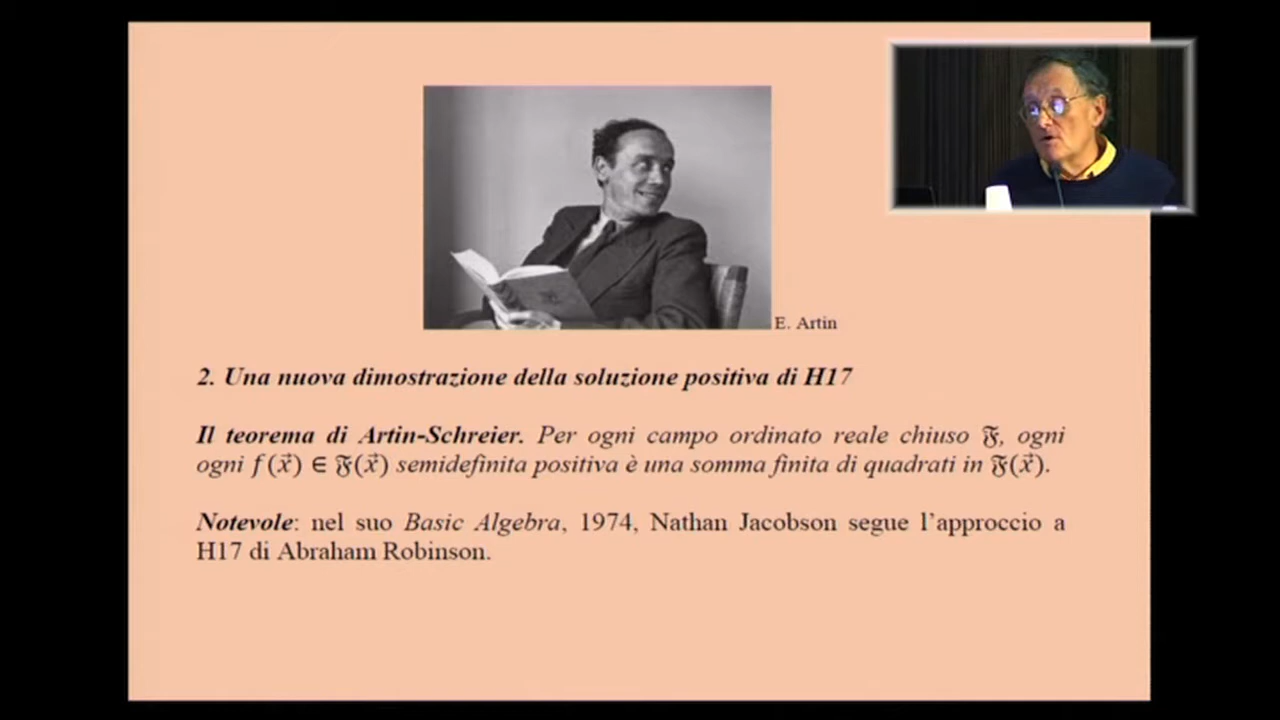 E. Artin
2. Una nuova dimostrazione della soluzione positiva di H17
Il teorema di Artin-Schreier. Per ogni campo ordinato reale chiuso 𝔉, ogni
ogni f(x⃗) ∈ 𝔉(x⃗) semidefinita positiva è una somma finita di quadrati in 𝔉(x⃗).
Notevole: nel suo Basic Algebra, 1974, Nathan Jacobson segue l’approccio a
H17 di Abraham Robinson.